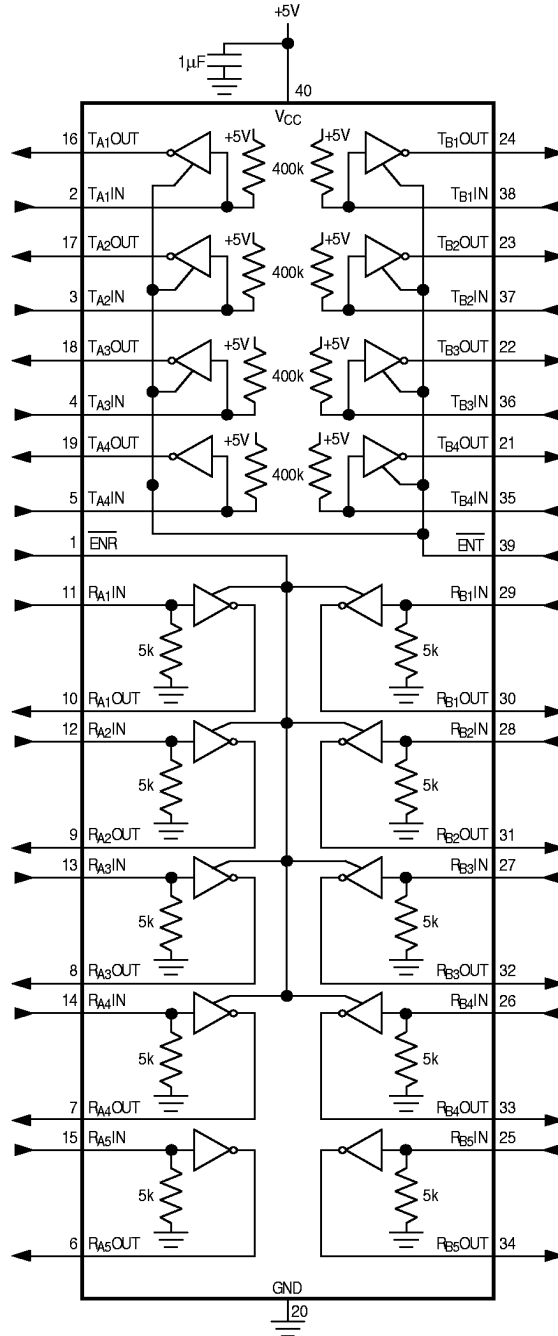 +5V
1µF
40
VCC
16 TA1OUT +5V +5V TB1OUT 24
400k
2 TA1IN TB1IN 38
17 TA2OUT +5V +5V TB2OUT 23
400k
3 TA2IN TB2IN 37
18 TA3OUT +5V +5V TB3OUT 22
400k
4 TA3IN TB3IN 36
19 TA4OUT +5V +5V TB4OUT 21
400k
5 TA4IN TB4IN 35
1 ENR ENT 39
11 RA1IN RB1IN 29
5k 5k
10 RA1OUT RB1OUT 30
12 RA2IN RB2IN 28
5k 5k
9 RA2OUT RB2OUT 31
13 RA3IN RB3IN 27
5k 5k
8 RA3OUT RB3OUT 32
14 RA4IN RB4IN 26
5k 5k
7 RA4OUT RB4OUT 33
15 RA5IN RB5IN 25
5k 5k
6 RA5OUT RB5OUT 34
GND
20